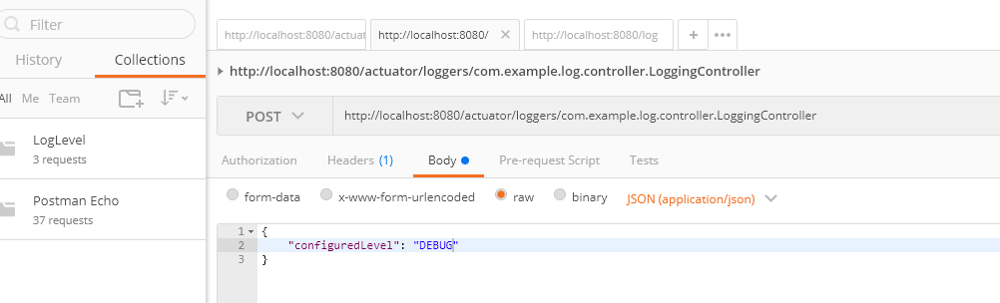 Filter
History Collections
All Me Team
LogLevel
3 requests
Postman Echo
37 requests
http://localhost:8080/actuat http://localhost:8080/ × http://localhost:8080/log + •••
http://localhost:8080/actuator/loggers/com.example.log.controller.LoggingController
POST http://localhost:8080/actuator/loggers/com.example.log.controller.LoggingController
Authorization Headers (1) Body Pre-request Script Tests
form-data x-www-form-urlencoded raw binary JSON (application/json)
1 {
2 "configuredLevel": "DEBUG"
3 }